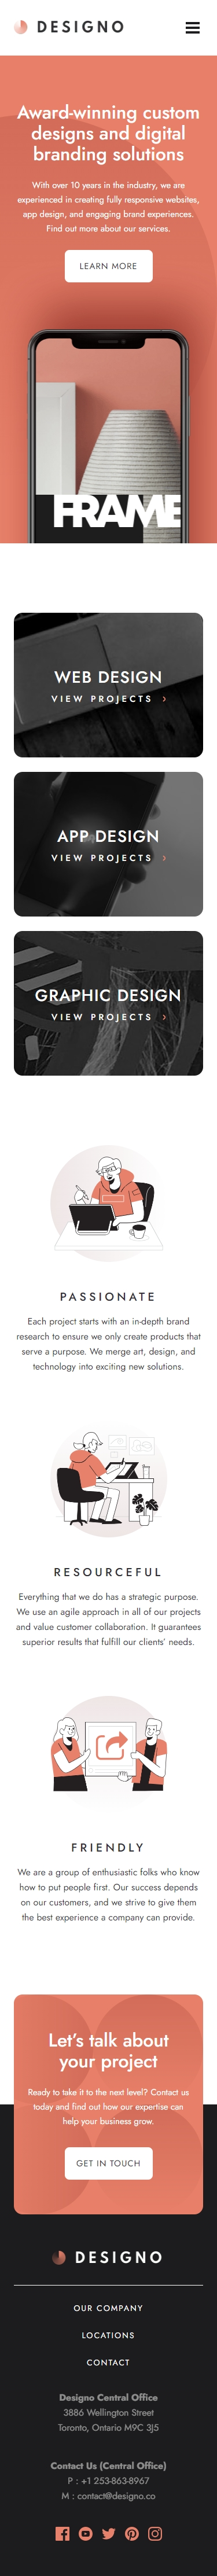 DESIGNO
Award-winning custom
designs and digital
branding solutions
With over 10 years in the industry, we are
experienced in creating fully responsive websites,
app design, and engaging brand experiences.
Find out more about our services.
LEARN MORE
FRAME
WEB DESIGN
VIEW PROJECTS
APP DESIGN
VIEW PROJECTS
GRAPHIC DESIGN
VIEW PROJECTS
PASSIONATE
Each project starts with an in-depth brand
research to ensure we only create products that
serve a purpose. We merge art, design, and
technology into exciting new solutions.
RESOURCEFUL
Everything that we do has a strategic purpose.
We use an agile approach in all of our projects
and value customer collaboration. It guarantees
superior results that fulfill our clients’ needs.
FRIENDLY
We are a group of enthusiastic folks who know
how to put people first. Our success depends
on our customers, and we strive to give them
the best experience a company can provide.
Let’s talk about
your project
Ready to take it to the next level? Contact us
today and find out how our expertise can
help your business grow.
GET IN TOUCH
DESIGNO
OUR COMPANY
LOCATIONS
CONTACT
Designo Central Office
3886 Wellington Street
Toronto, Ontario M9C 3J5
Contact Us (Central Office)
P : +1 253-863-8967
M : contact@designo.co